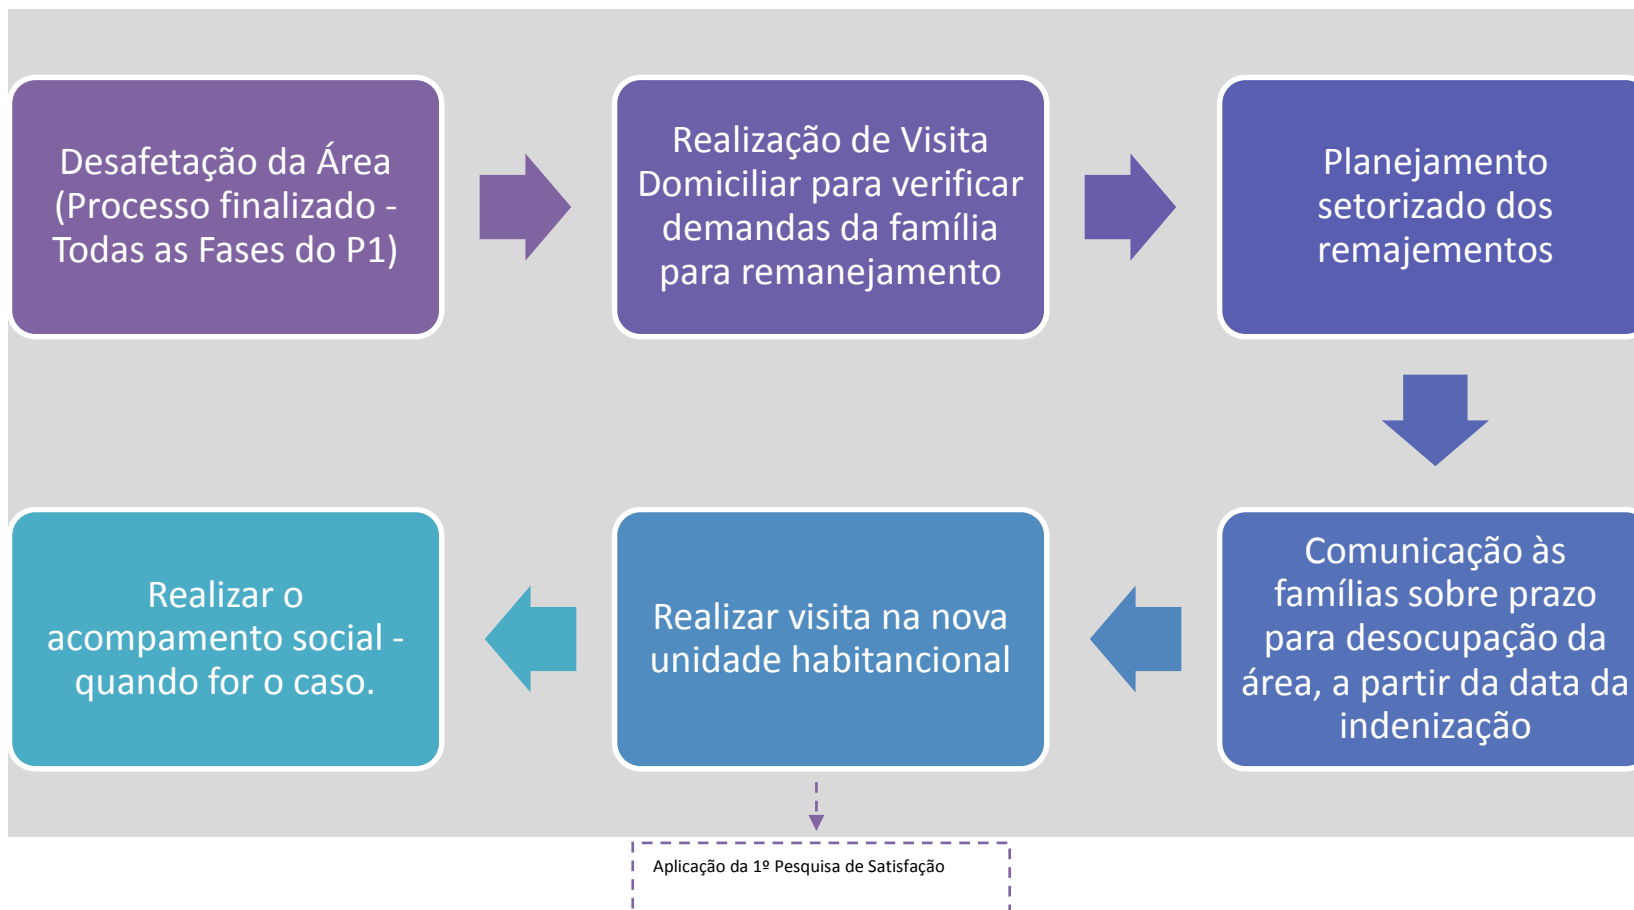 Desafetação da Área
(Processo finalizado -
Todas as Fases do P1)
Realização de Visita
Domiciliar para verificar
demandas da família
para remanejamento
Planejamento
setorizado dos
remajementos
Comunicação às
famílias sobre prazo
para desocupação da
área, a partir da data da
indenização
Realizar visita na nova
unidade habitancional
Realizar o
acompamento social -
quando for o caso.
Aplicação da 1º Pesquisa de Satisfação